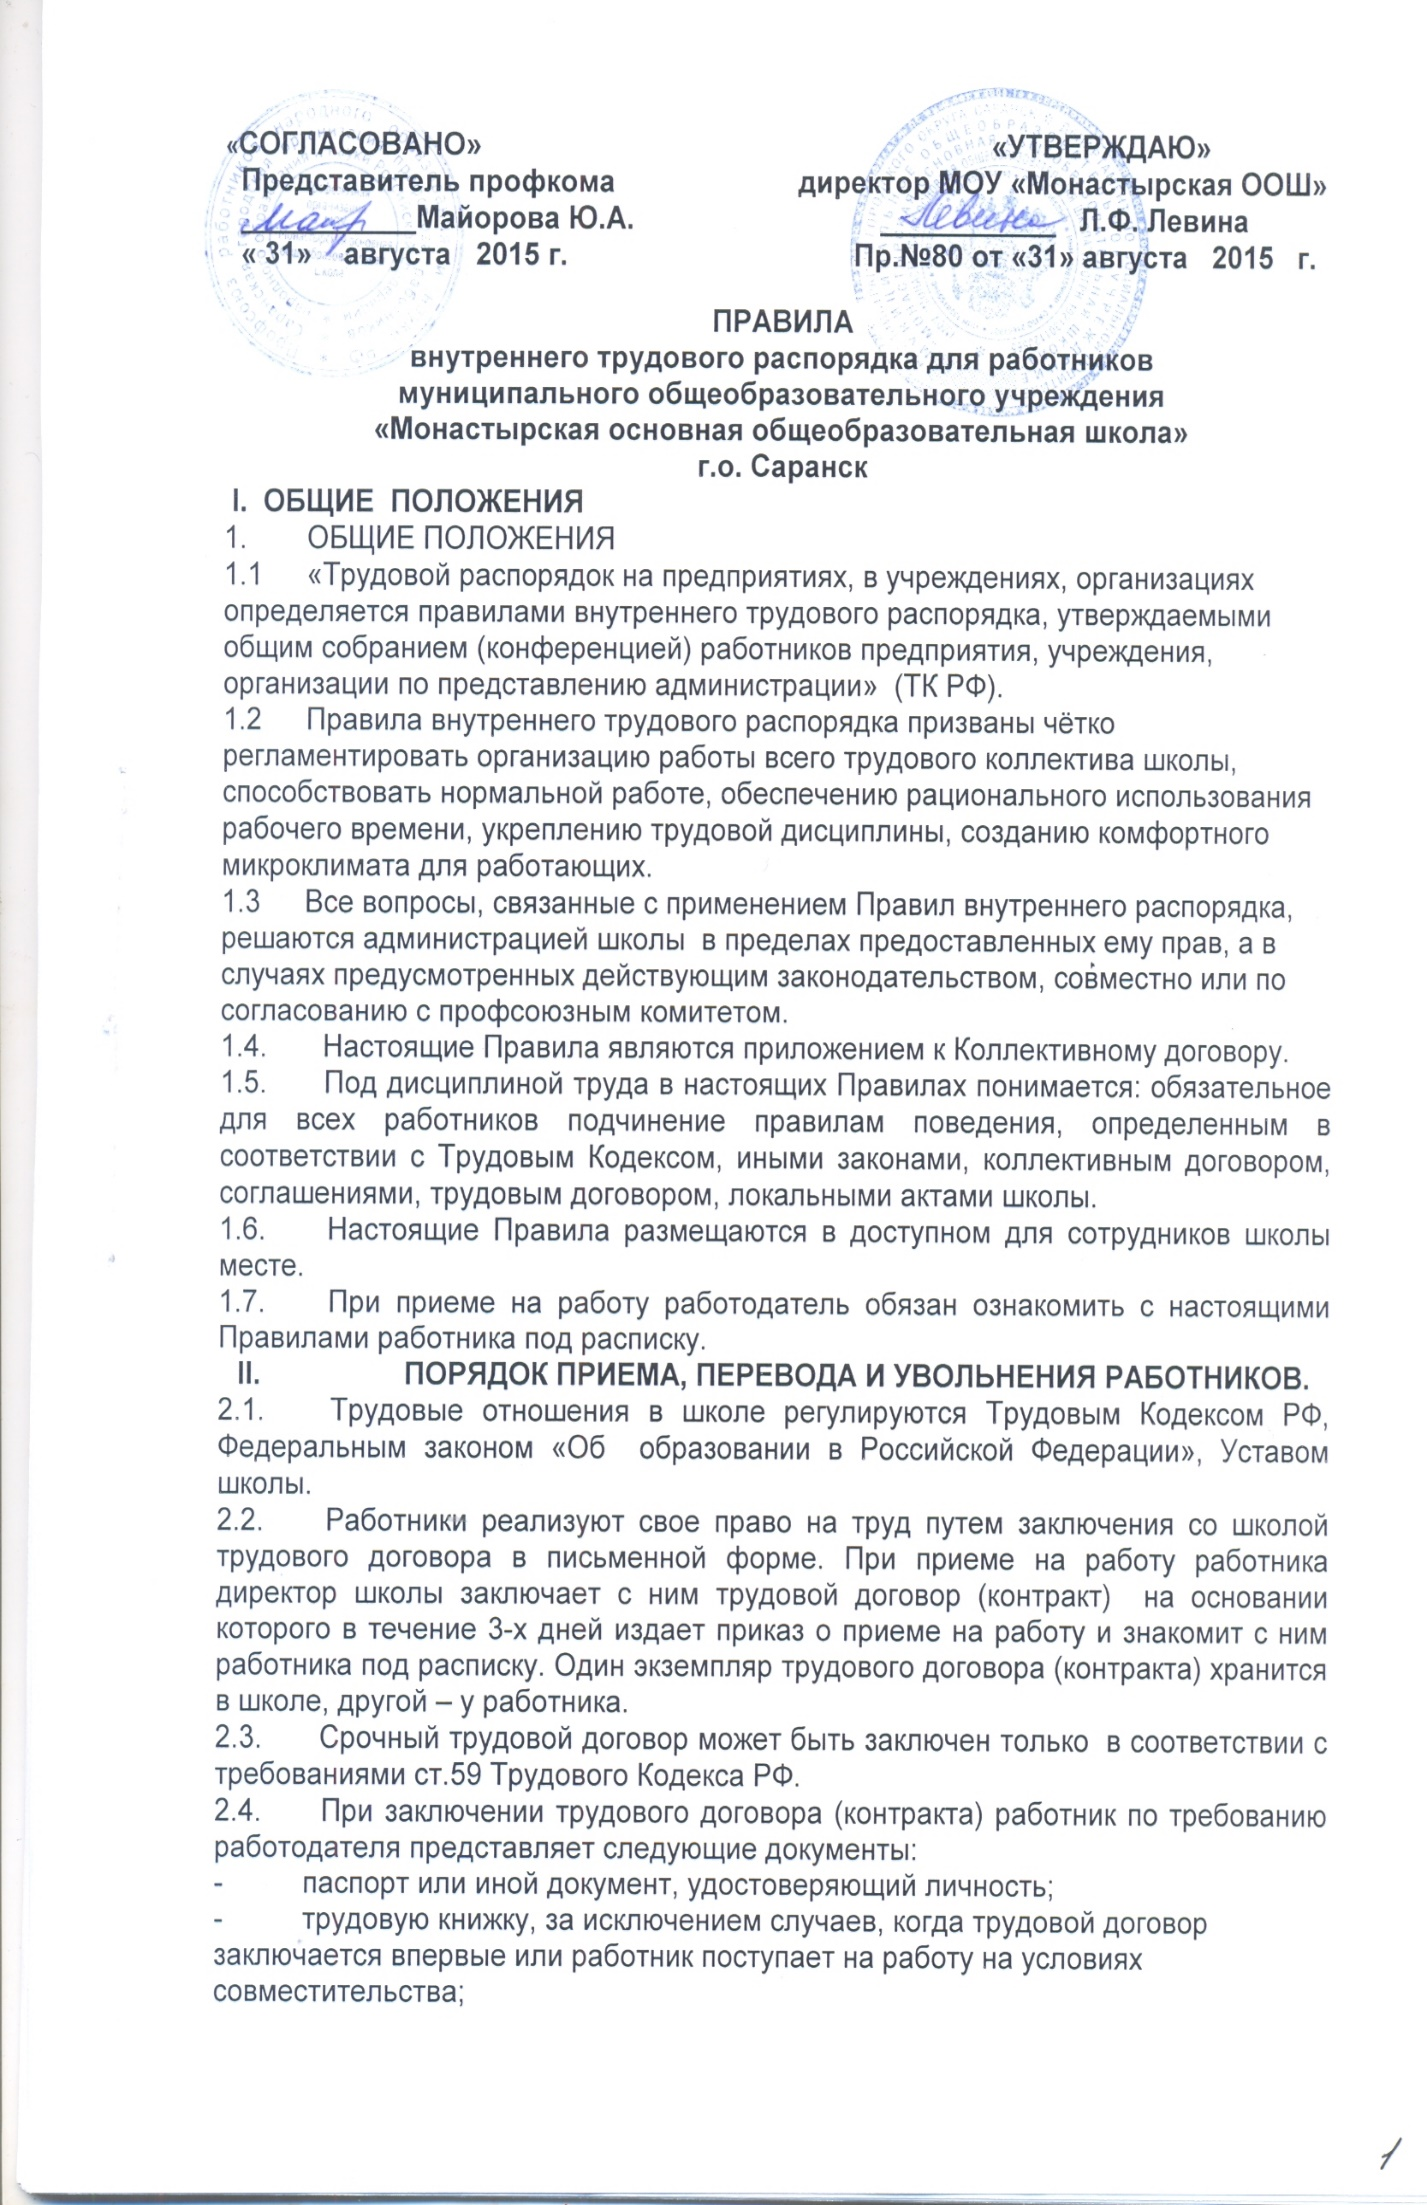 «СОГЛАСОВАНО» «УТВЕРЖДАЮ»
Представитель профкома директор МОУ «Монастырская ООШ»
Майорова Ю.А. Л.Ф. Левина
« 31» августа 2015 г. Пр.№80 от «31» августа 2015 г.
ПРАВИЛА
внутреннего трудового распорядка для работников
муниципального общеобразовательного учреждения
«Монастырская основная общеобразовательная школа»
г.о. Саранск
I. ОБЩИЕ ПОЛОЖЕНИЯ
1. ОБЩИЕ ПОЛОЖЕНИЯ
1.1 «Трудовой распорядок на предприятиях, в учреждениях, организациях
определяется правилами внутреннего трудового распорядка, утверждаемыми
общим собранием (конференцией) работников предприятия, учреждения,
организации по представлению администрации» (ТК РФ).
1.2 Правила внутреннего трудового распорядка призваны чётко
регламентировать организацию работы всего трудового коллектива школы,
способствовать нормальной работе, обеспечению рационального использования
рабочего времени, укреплению трудовой дисциплины, созданию комфортного
микроклимата для работающих.
1.3 Все вопросы, связанные с применением Правил внутреннего распорядка,
решаются администрацией школы в пределах предоставленных ему прав, а в
случаях предусмотренных действующим законодательством, совместно или по
согласованию с профсоюзным комитетом.
1.4. Настоящие Правила являются приложением к Коллективному договору.
1.5. Под дисциплиной труда в настоящих Правилах понимается: обязательное
для всех работников подчинение правилам поведения, определенным в
соответствии с Трудовым Кодексом, иными законами, коллективным договором,
соглашениями, трудовым договором, локальными актами школы.
1.6. Настоящие Правила размещаются в доступном для сотрудников школы
месте.
1.7. При приеме на работу работодатель обязан ознакомить с настоящими
Правилами работника под расписку.
II. ПОРЯДОК ПРИЕМА, ПЕРЕВОДА И УВОЛЬНЕНИЯ РАБОТНИКОВ.
2.1. Трудовые отношения в школе регулируются Трудовым Кодексом РФ,
Федеральным законом «Об образовании в Российской Федерации», Уставом
школы.
2.2. Работники реализуют свое право на труд путем заключения со школой
трудового договора в письменной форме. При приеме на работу работника
директор школы заключает с ним трудовой договор (контракт) на основании
которого в течение 3-х дней издает приказ о приеме на работу и знакомит с ним
работника под расписку. Один экземпляр трудового договора (контракта) хранится
в школе, другой – у работника.
2.3. Срочный трудовой договор может быть заключен только в соответствии с
требованиями ст.59 Трудового Кодекса РФ.
2.4. При заключении трудового договора (контракта) работник по требованию
работодателя представляет следующие документы:
- паспорт или иной документ, удостоверяющий личность;
- трудовую книжку, за исключением случаев, когда трудовой договор
заключается впервые или работник поступает на работу на условиях
совместительства;
1